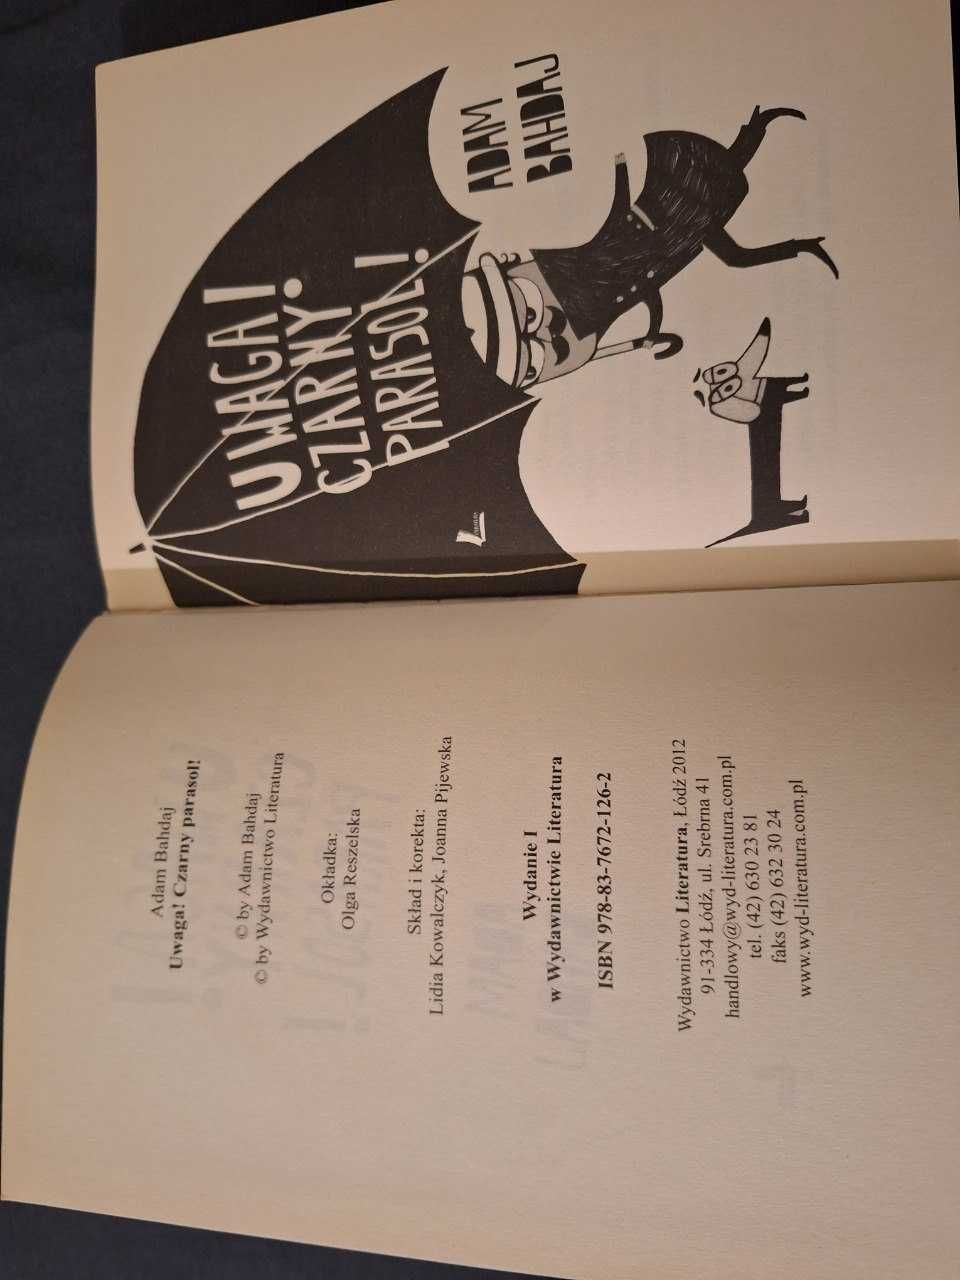 Adam Bahdaj
Uwaga! Czarny parasol!
© by Adam Bahdaj
© by Wydawnictwo Literatura
Okładka:
Olga Reszelska
Skład i korekta:
Lidia Kowalczyk, Joanna Pijewska
Wydanie I
w Wydawnictwie Literatura
ISBN 978-83-7672-126-2
Wydawnictwo Literatura, Łódź 2012
91-334 Łódź, ul. Srebrna 41
handlowy@wyd-literatura.com.pl
tel. (42) 630 23 81
faks (42) 632 30 24
www.wyd-literatura.com.pl
UWAGA!
CZARNY
PARASOL!
ADAM
BAHDAJ